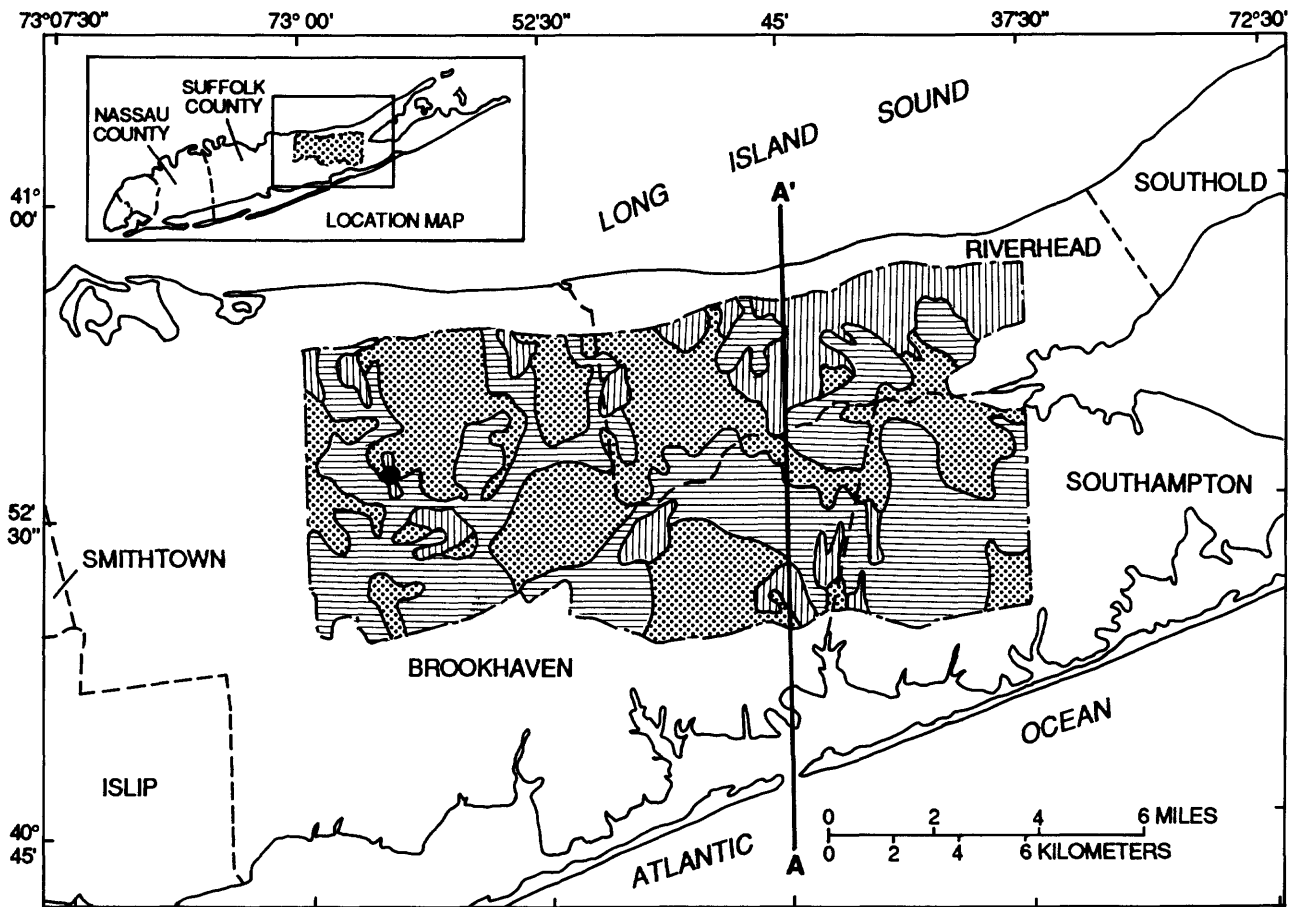 73°07'30" 73°00' 52'30" 45' 37'30" 72°30'
SUFFOLK
COUNTY
NASSAU
COUNTY
LOCATION MAP
LONG ISLAND SOUND
A'
41°
00'
SOUTHOLD
RIVERHEAD
SOUTHAMPTON
52'
30"
SMITHTOWN
BROOKHAVEN
ISLIP
ATLANTIC OCEAN
40°
45'
0 2 4 6 MILES
0 2 4 6 KILOMETERS
A